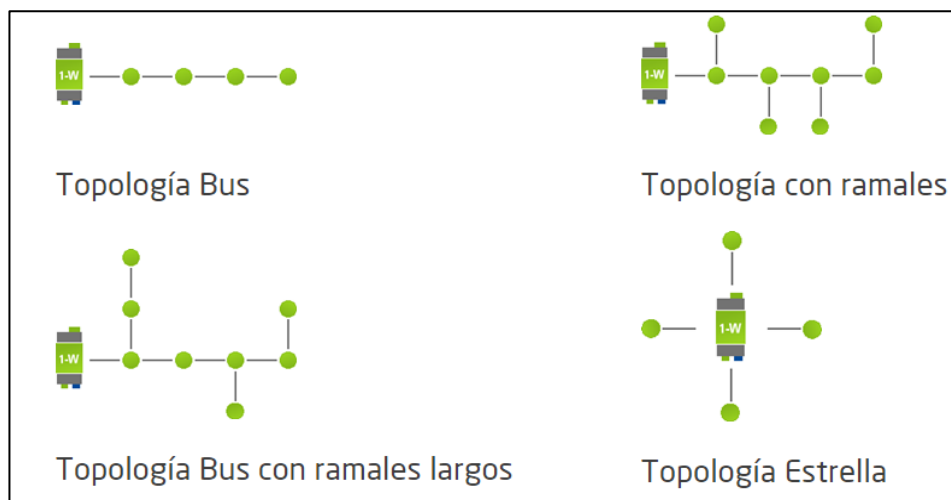 1-W
1-W
Topología Bus
Topología con ramales
1-W
1-W
Topología Bus con ramales largos
Topología Estrella